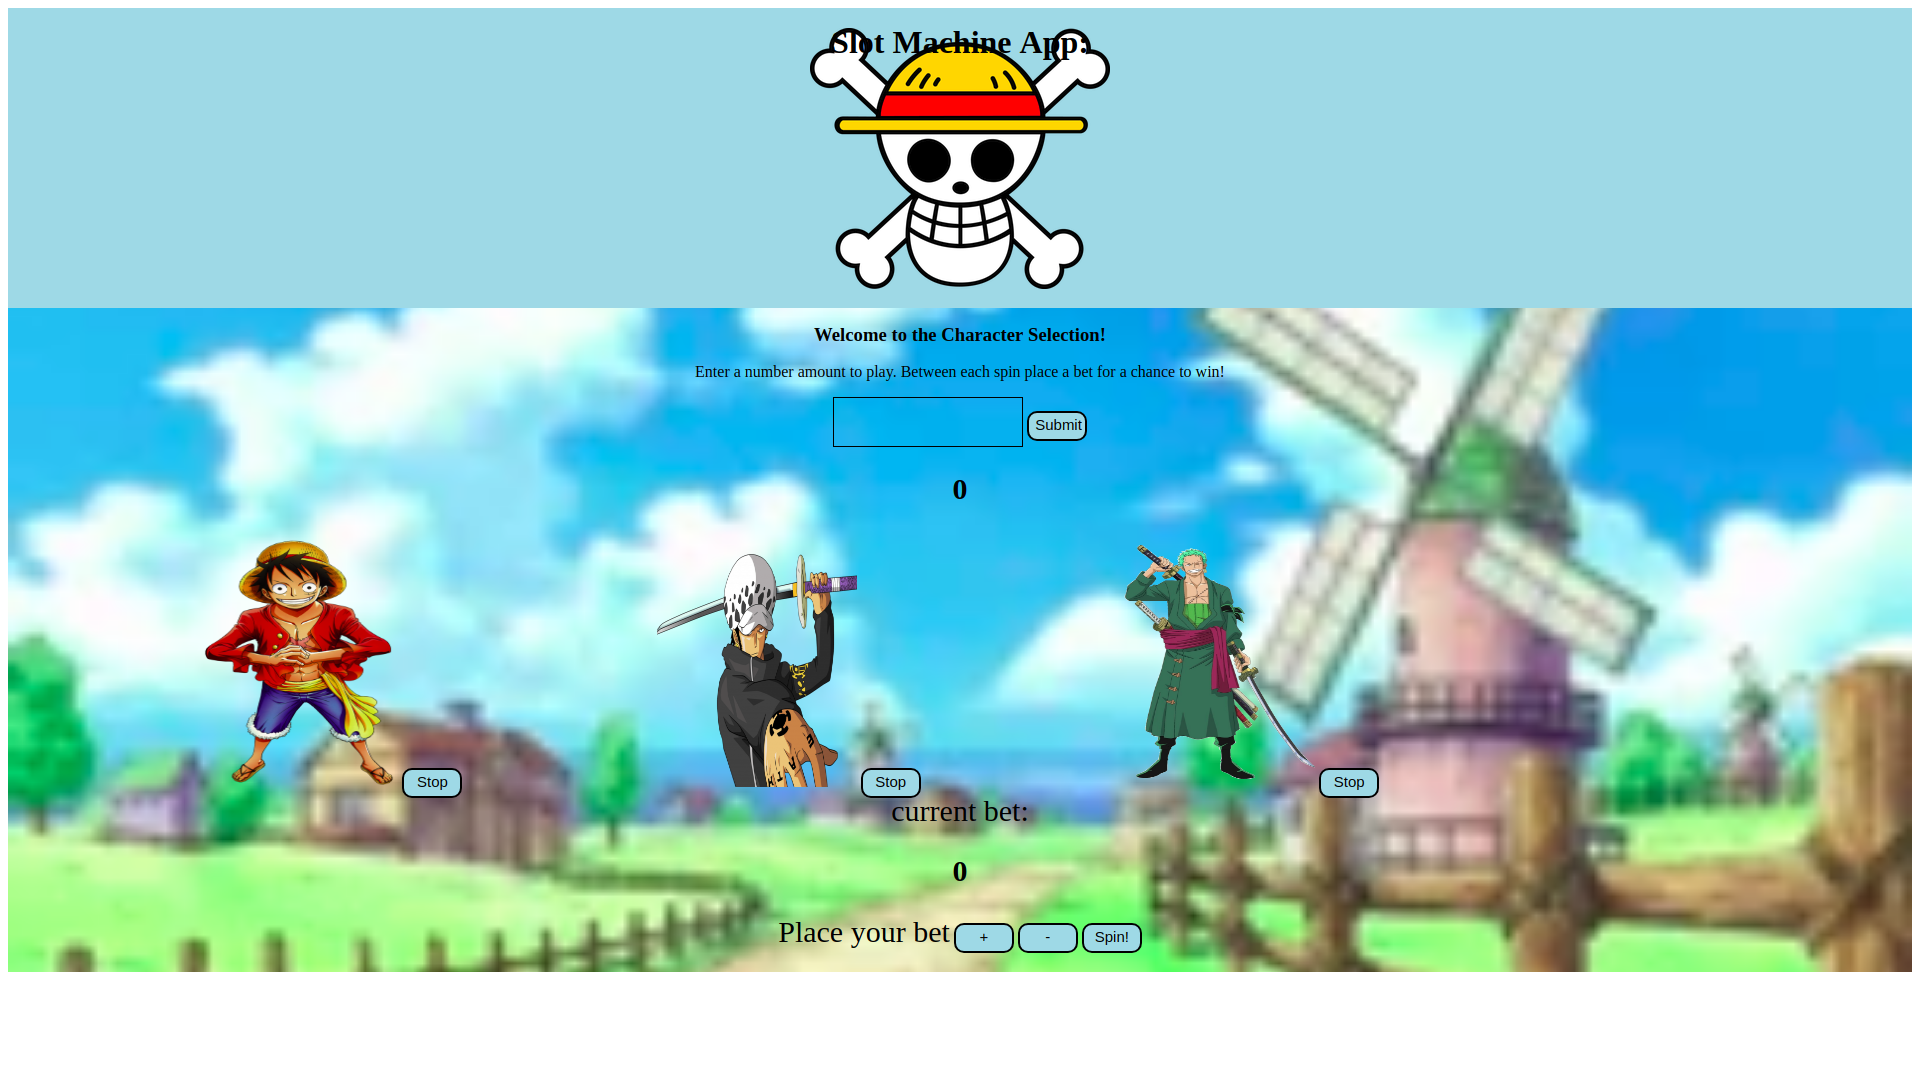 Slot Machine App:
Welcome to the Character Selection!
Enter a number amount to play. Between each spin place a bet for a chance to win!
Submit
0
Stop Stop Stop
current bet:
0
Place your bet + - Spin!